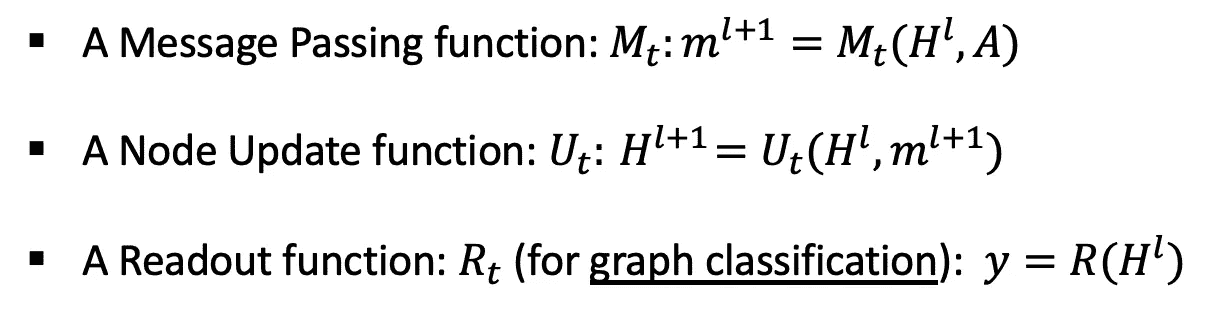 ▪ A Message Passing function: $M_t: m^{l+1} = M_t(H^l, A)$
▪ A Node Update function: $U_t: H^{l+1} = U_t(H^l, m^{l+1})$
▪ A Readout function: $R_t$ (for graph classification): $y = R(H^l)$